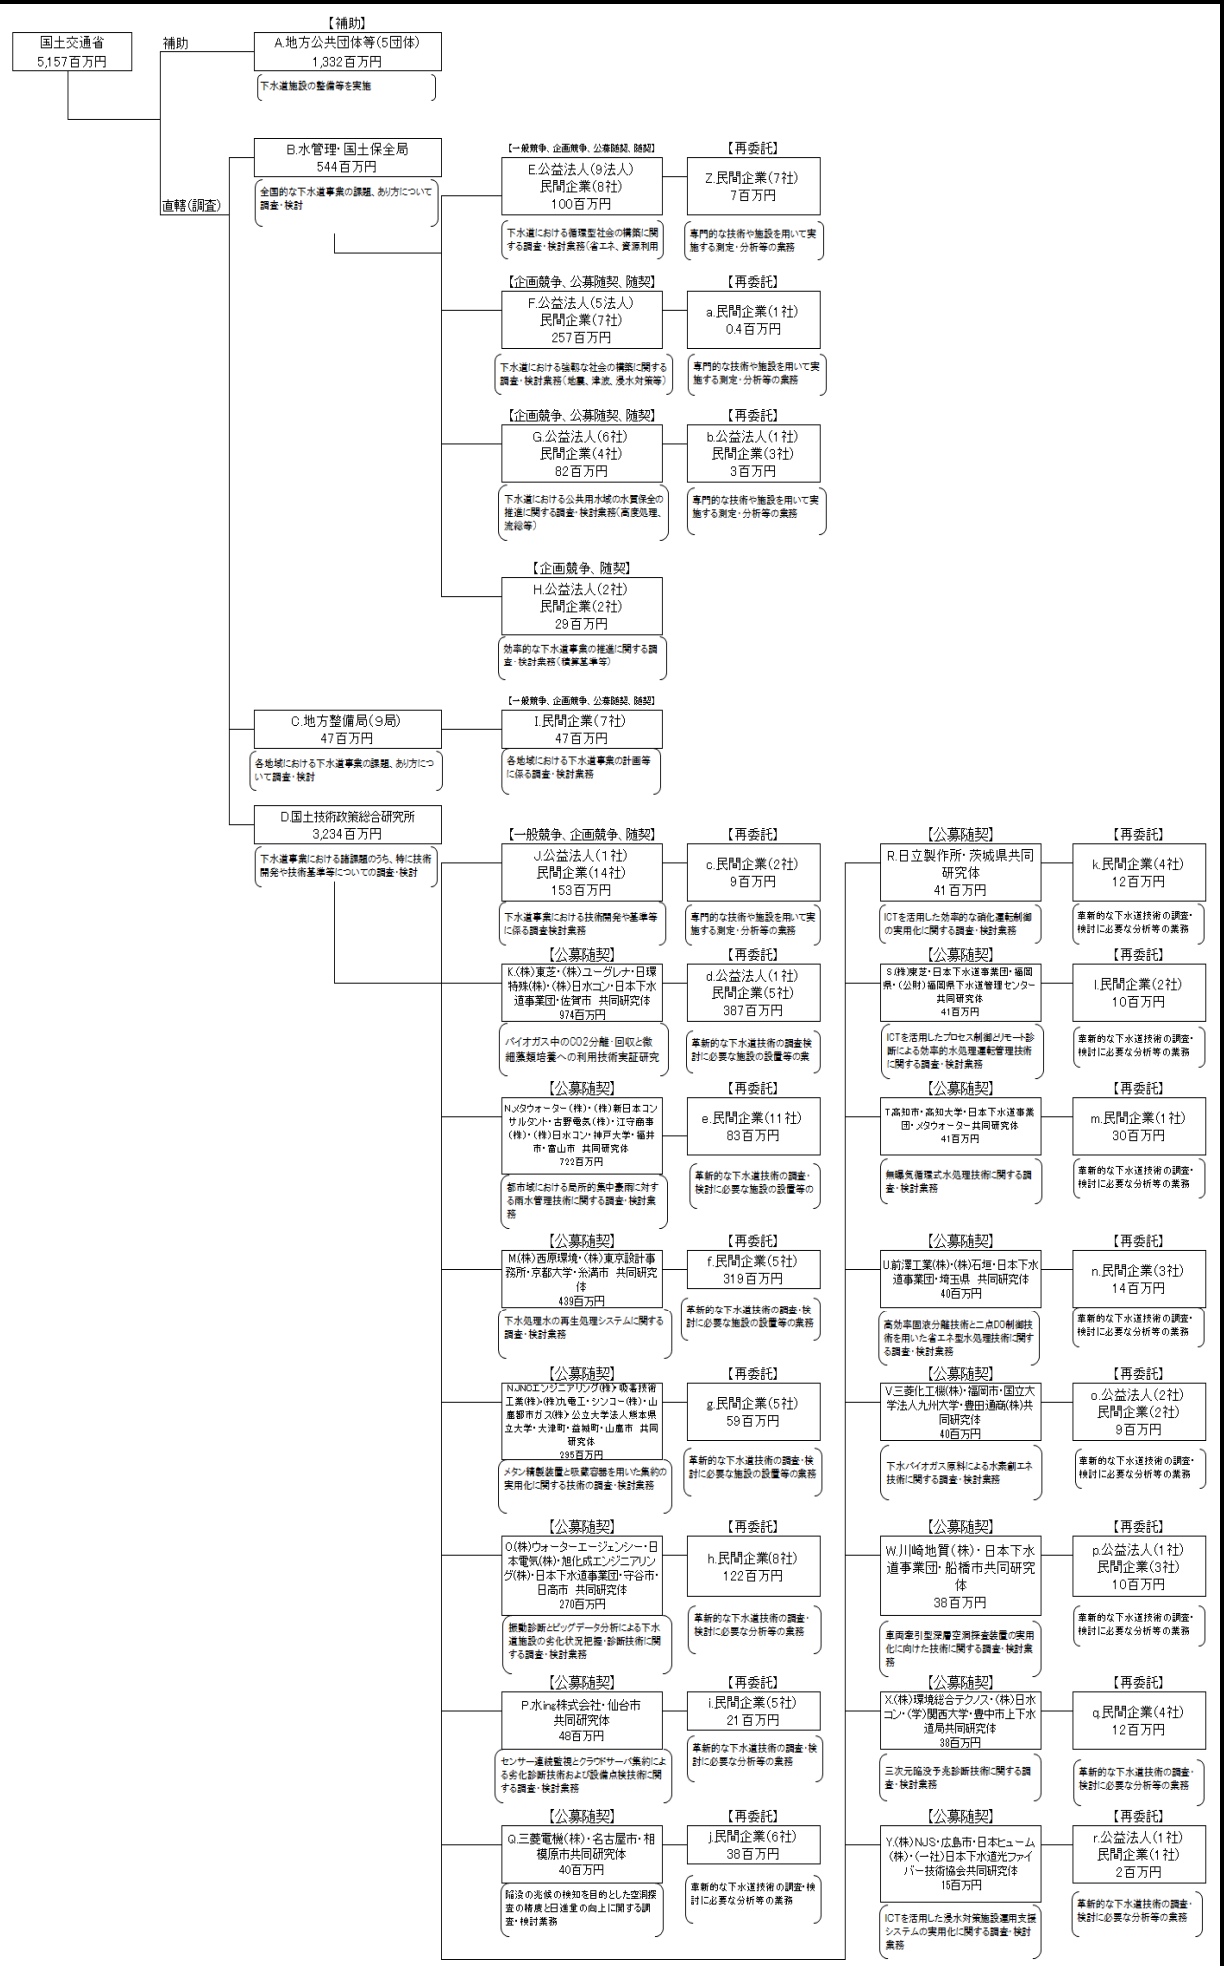 国土交通省
5,157百万円
補助
【補助】
A.地方公共団体等(5団体)
1,332百万円
下水道施設の整備等を実施
直轄(調査)
B.水管理・国土保全局
544百万円
全国的な下水道事業の課題、あり方について
調査・検討
【一般競争、企画競争、公募随契、随契】
E.公益法人(9法人)
民間企業(8社)
100百万円
下水道における循環型社会の構築に関
する調査・検討業務(省エネ、資源利用
【再委託】
Z.民間企業(7社)
7百万円
専門的な技術や施設を用いて実
施する測定・分析等の業務
【企画競争、公募随契、随契】
F.公益法人(5法人)
民間企業(7社)
257百万円
下水道における強靭な社会の構築に関する
調査・検討業務(地震、津波、浸水対策等)
【再委託】
a.民間企業(1社)
0.4百万円
専門的な技術や施設を用いて実
施する測定・分析等の業務
【企画競争、公募随契、随契】
G.公益法人(6社)
民間企業(4社)
82百万円
下水道における公共用水域の水質保全の
推進に関する調査・検討業務(高度処理、
流総等)
【再委託】
b.公益法人(1社)
民間企業(3社)
3百万円
専門的な技術や施設を用いて実
施する測定・分析等の業務
【企画競争、随契】
H.公益法人(2社)
民間企業(2社)
29百万円
効率的な下水道事業の推進に関する調
査・検討業務(積算基準等)
C.地方整備局(9局)
47百万円
各地域における下水道事業の課題、あり方につ
いて調査・検討
【一般競争、企画競争、公募随契、随契】
I.民間企業(7社)
47百万円
各地域における下水道事業の計画等
に係る調査・検討業務
D.国土技術政策総合研究所
3,234百万円
下水道事業における諸課題のうち、特に技術
開発や技術基準等についての調査・検討
【一般競争、企画競争、随契】
J.公益法人(1社)
民間企業(14社)
153百万円
下水道事業における技術開発や基準等
に係る調査検討業務
【再委託】
c.民間企業(2社)
9百万円
専門的な技術や施設を用いて実
施する測定・分析等の業務
【公募随契】
K.(株)東芝・(株)ユーグレナ・日環
特殊(株)・(株)日水コン・日本下水
道事業団・佐賀市 共同研究体
974百万円
バイオガス中のCO2分離・回収と微
細藻類培養への利用技術実証研究
【再委託】
d.公益法人(1社)
民間企業(5社)
387百万円
革新的な下水道技術の調査検
討に必要な施設の設置等の業
【公募随契】
N.メタウォーター(株)・(株)新日本コン
サルタント・古野電気(株)・江守商事
(株)・(株)日水コン・神戸大学・福井
市・富山市 共同研究体
722百万円
都市域における局所的集中豪雨に対す
る雨水管理技術に関する調査・検討業
務
【再委託】
e.民間企業(11社)
83百万円
革新的な下水道技術の調査・
検討に必要な施設の設置等の
【公募随契】
M.(株)西原環境・(株)東京設計事
務所・京都大学・糸満市 共同研究
体
439百万円
下水処理水の再生処理システムに関する
調査・検討業務
【再委託】
f.民間企業(5社)
319百万円
革新的な下水道技術の調査・検
討に必要な施設の設置等の業務
【公募随契】
N.JNCエンジニアリング(株)・吸着技術
工業(株)・(株)九電工・シンコー(株)・山
鹿都市ガス(株)・公立大学法人熊本県
立大学・大津町・益城町・山鹿市 共同
研究体
295百万円
メタン精製装置と吸蔵容器を用いた集約の
実用化に関する技術の調査・検討業務
【再委託】
g.民間企業(5社)
59百万円
革新的な下水道技術の調査・検
討に必要な施設の設置等の業務
【公募随契】
O.(株)ウォーターエージェンシー・日
本電気(株)・旭化成エンジニアリン
グ(株)・日本下水道事業団・守谷市・
日高市 共同研究体
270百万円
振動診断とビッグデータ分析による下水
道施設の劣化状況把握・診断技術に関
する調査・検討業務
【再委託】
h.民間企業(8社)
122百万円
革新的な下水道技術の調査・
検討に必要な分析等の業務
【公募随契】
P.水ing株式会社・仙台市
共同研究体
48百万円
センサー連続監視とクラウドサーバ集約によ
る劣化診断技術および設備点検技術に関
する調査・検討業務
【再委託】
i.民間企業(5社)
21百万円
革新的な下水道技術の調査・検
討に必要な分析等の業務
【公募随契】
Q.三菱電機(株)・名古屋市・相
模原市共同研究体
40百万円
陥没の兆候の検知を目的とした空洞探
査の精度と日進量の向上に関する調
査・検討業務
【再委託】
j.民間企業(6社)
38百万円
革新的な下水道技術の調査・検
討に必要な分析等の業務
【公募随契】
R.日立製作所・茨城県共同
研究体
41百万円
ICTを活用した効率的な硝化運転制御
の実用化に関する調査・検討業務
【再委託】
k.民間企業(4社)
12百万円
革新的な下水道技術の調査・
検討に必要な分析等の業務
【公募随契】
S.(株)東芝・日本下水道事業団・福岡
県・(公財)福岡県下水道管理センター
共同研究体
41百万円
ICTを活用したプロセス制御とリモート診
断による効率的水処理運転管理技術
に関する調査・検討業務
【再委託】
l.民間企業(2社)
10百万円
革新的な下水道技術の調査・
検討に必要な分析等の業務
【公募随契】
T.高知市・高知大学・日本下水道事業
団・メタウォーター共同研究体
41百万円
無曝気循環式水処理技術に関する調
査・検討業務
【再委託】
m.民間企業(1社)
30百万円
革新的な下水道技術の調査・
検討に必要な分析等の業務
【公募随契】
U.前澤工業(株)・(株)石垣・日本下水
道事業団・埼玉県 共同研究体
40百万円
高効率固液分離技術と二点DO制御技
術を用いた省エネ型水処理技術に関す
る調査・検討業務
【再委託】
n.民間企業(3社)
14百万円
革新的な下水道技術の調査・
検討に必要な分析等の業務
【公募随契】
V.三菱化工機(株)・福岡市・国立大
学法人九州大学・豊田通商(株)共
同研究体
40百万円
下水バイオガス原料による水素創エネ
技術に関する調査・検討業務
【再委託】
o.公益法人(2社)
民間企業(2社)
9百万円
革新的な下水道技術の調査・
検討に必要な分析等の業務
【公募随契】
W.川崎地質(株)・日本下水
道事業団・船橋市共同研究
体
38百万円
車両牽引型深層空洞探査装置の実用
化に向けた技術に関する調査・検討業
務
【再委託】
p.公益法人(1社)
民間企業(3社)
10百万円
革新的な下水道技術の調査・
検討に必要な分析等の業務
【公募随契】
X.(株)環境総合テクノス・(株)日水
コン・(学)関西大学・豊中市上下水
道局共同研究体
38百万円
三次元陥没予兆診断技術に関する調
査・検討業務
【再委託】
q.民間企業(4社)
12百万円
革新的な下水道技術の調査・
検討に必要な分析等の業務
【公募随契】
Y.(株)NJS・広島市・日本ヒューム
(株)・(一社)日本下水道光ファイ
バー技術協会共同研究体
15百万円
ICTを活用した浸水対策施設運用支援
システムの実用化に関する調査・検討
業務
【再委託】
r.公益法人(1社)
民間企業(1社)
2百万円
革新的な下水道技術の調査・
検討に必要な分析等の業務